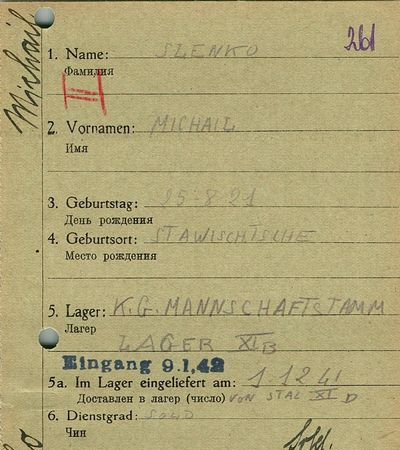 Michail
261
1. Name: SLENKO
Фамилия
II
2. Vornamen: MICHAIL
Имя
3. Geburtstag: 25-8-21
День рождения
4. Geburtsort: STAWISCHTSCHE
Место рождения
5. Lager: K.G. MANNSCHAFTSTAMM
Лагер
LAGER XI B
Eingang 9.1.42
5a. Im Lager eingeliefert am: 1 12 41
Доставлен в лагер (число) VON STAL XI D
6. Dienstgrad: SOLD
Чин
Sold.